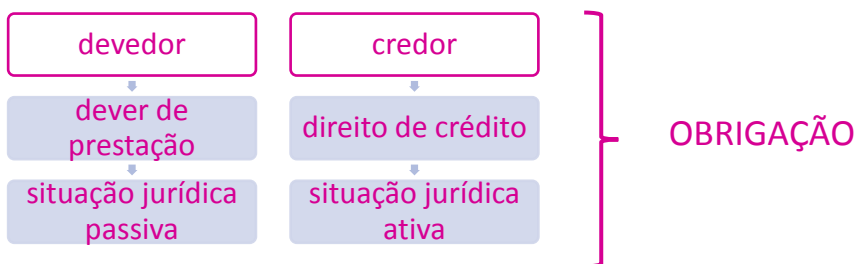 devedor
credor
dever de
prestação
direito de crédito
situação jurídica
passiva
situação jurídica
ativa
OBRIGAÇÃO